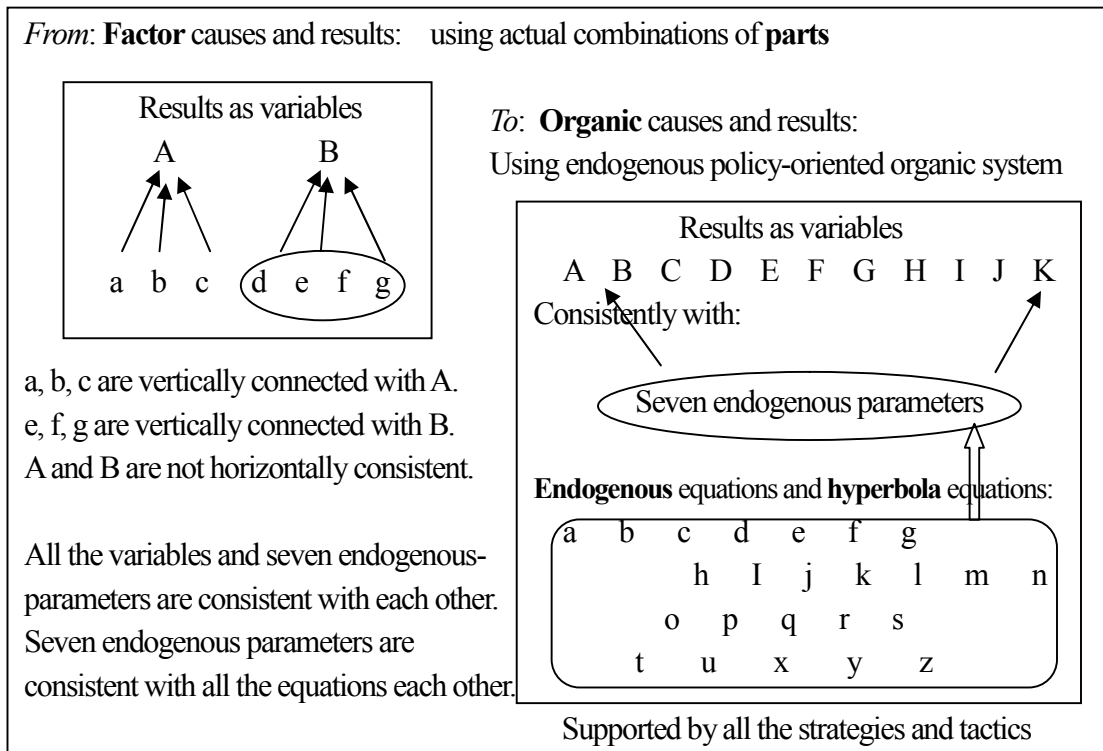 From: Factor causes and results: using actual combinations of parts
Results as variables
A B
a b c d e f g
a, b, c are vertically connected with A.
e, f, g are vertically connected with B.
A and B are not horizontally consistent.
All the variables and seven endogenous-
parameters are consistent with each other.
Seven endogenous parameters are
consistent with all the equations each other.
To: Organic causes and results:
Using endogenous policy-oriented organic system
Results as variables
A B C D E F G H I J K
Consistently with:
Seven endogenous parameters
Endogenous equations and hyperbola equations:
a b c d e f g
h I j k l m n
o p q r s
t u x y z
Supported by all the strategies and tactics